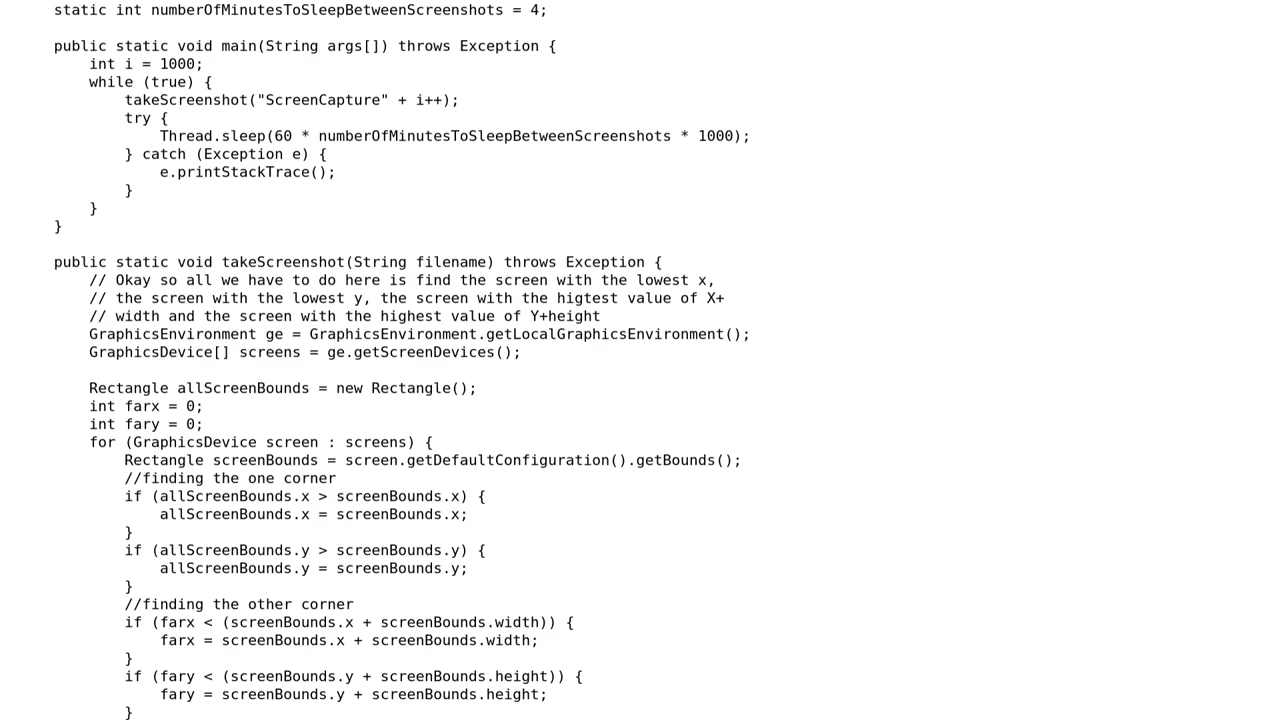 static int numberOfMinutesToSleepBetweenScreenshots = 4;
public static void main(String args[]) throws Exception {
int i = 1000;
while (true) {
takeScreenshot("ScreenCapture" + i++);
try {
Thread.sleep(60 * numberOfMinutesToSleepBetweenScreenshots * 1000);
} catch (Exception e) {
e.printStackTrace();
}
}
}
public static void takeScreenshot(String filename) throws Exception {
// Okay so all we have to do here is find the screen with the lowest x,
// the screen with the lowest y, the screen with the higtest value of X+
// width and the screen with the highest value of Y+height
GraphicsEnvironment ge = GraphicsEnvironment.getLocalGraphicsEnvironment();
GraphicsDevice[] screens = ge.getScreenDevices();
Rectangle allScreenBounds = new Rectangle();
int farx = 0;
int fary = 0;
for (GraphicsDevice screen : screens) {
Rectangle screenBounds = screen.getDefaultConfiguration().getBounds();
//finding the one corner
if (allScreenBounds.x > screenBounds.x) {
allScreenBounds.x = screenBounds.x;
}
if (allScreenBounds.y > screenBounds.y) {
allScreenBounds.y = screenBounds.y;
}
//finding the other corner
if (farx < (screenBounds.x + screenBounds.width)) {
farx = screenBounds.x + screenBounds.width;
}
if (fary < (screenBounds.y + screenBounds.height)) {
fary = screenBounds.y + screenBounds.height;
}